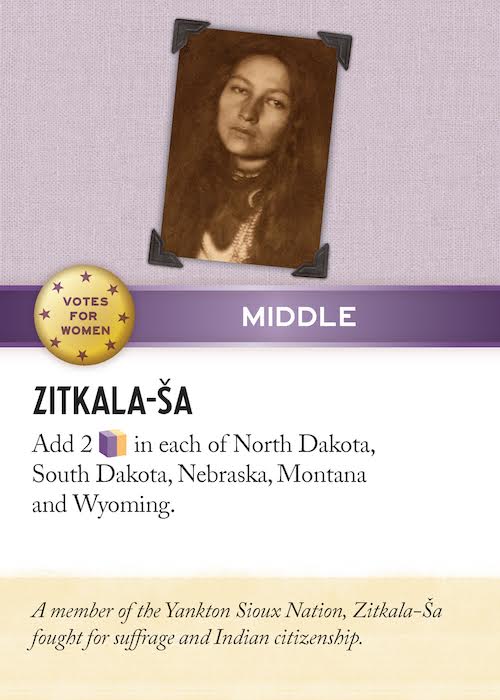 VOTES
FOR
WOMEN
MIDDLE
ZITKALA-ŠA
Add 2 in each of North Dakota,
South Dakota, Nebraska, Montana
and Wyoming.
A member of the Yankton Sioux Nation, Zitkala-Ša
fought for suffrage and Indian citizenship.